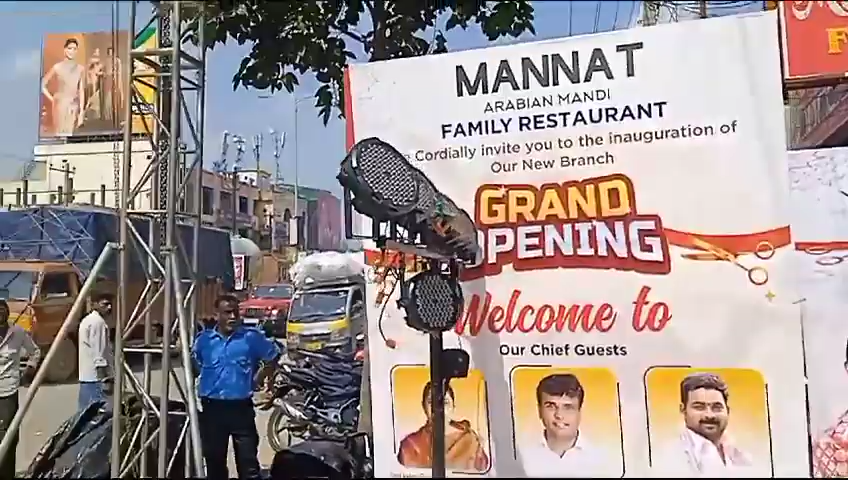 MANNAT
ARABIAN MANDI
FAMILY RESTAURANT
Cordially invite you to inauguration of
Our New Branch
GRAND
OPENING
Welcome to
Our Chief Guests